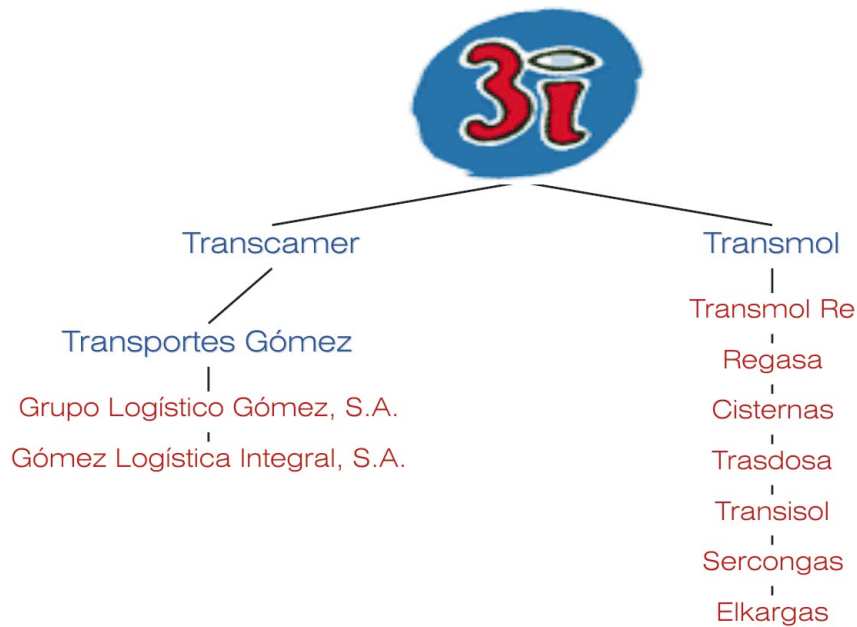 3i
Transcamer
Transmol
Transportes Gómez
Grupo Logístico Gómez, S.A.
Gómez Logística Integral, S.A.
Transmol Re
Regasa
Cisternas
Trasdosa
Transisol
Sercongas
Elkargas